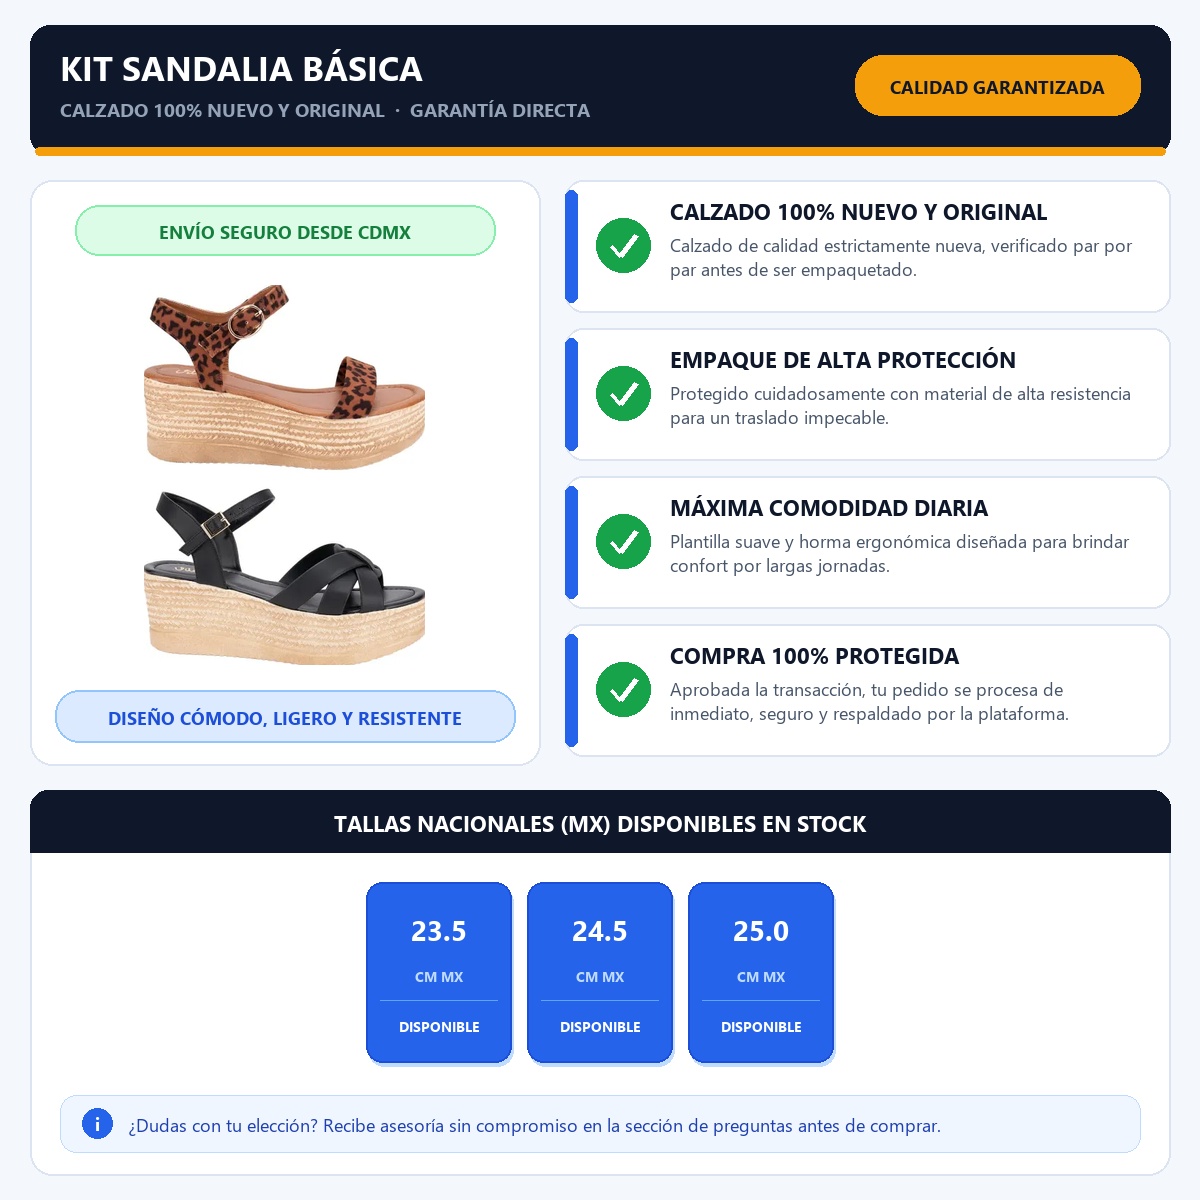 KIT SANDALIA BÁSICA
CALZADO 100% NUEVO Y ORIGINAL · GARANTÍA DIRECTA
CALIDAD GARANTIZADA
ENVÍO SEGURO DESDE CDMX
DISEÑO CÓMODO, LIGERO Y RESISTENTE
CALZADO 100% NUEVO Y ORIGINAL
Calzado de calidad estrictamente nueva, verificado par por
par antes de ser empaquetado.
EMPAQUE DE ALTA PROTECCIÓN
Protegido cuidadosamente con material de alta resistencia
para un traslado impecable.
MÁXIMA COMODIDAD DIARIA
Plantilla suave y horma ergonómica diseñada para brindar
confort por largas jornadas.
COMPRA 100% PROTEGIDA
Aprobada la transacción, tu pedido se procesa de
inmediato, seguro y respaldado por la plataforma.
TALLAS NACIONALES (MX) DISPONIBLES EN STOCK
23.5
CM MX
DISPONIBLE
24.5
CM MX
DISPONIBLE
25.0
CM MX
DISPONIBLE
¿Dudas con tu elección? Recibe asesoría sin compromiso en la sección de preguntas antes de comprar.